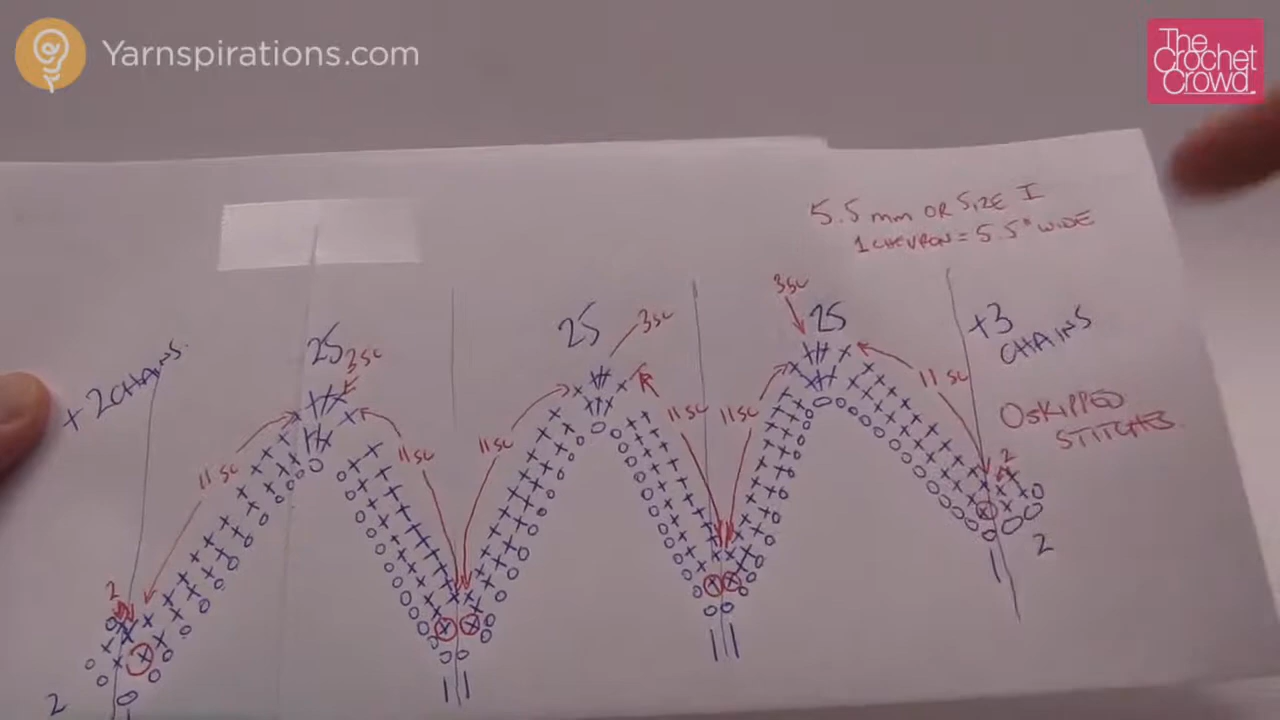 Yarnspirations.com
The
Crochet
Crowd
5.5 mm OR SIZE I
1 CHEVRON = 5.5" WIDE
+ 2 CHAINS.
25
3sc
25
3sc
3sc
25
+3
CHAINS
11 sc
11 sc
11 sc
11 sc
11 sc
11 sc
O SKIPPED
STITCHES.
2
2
2
2